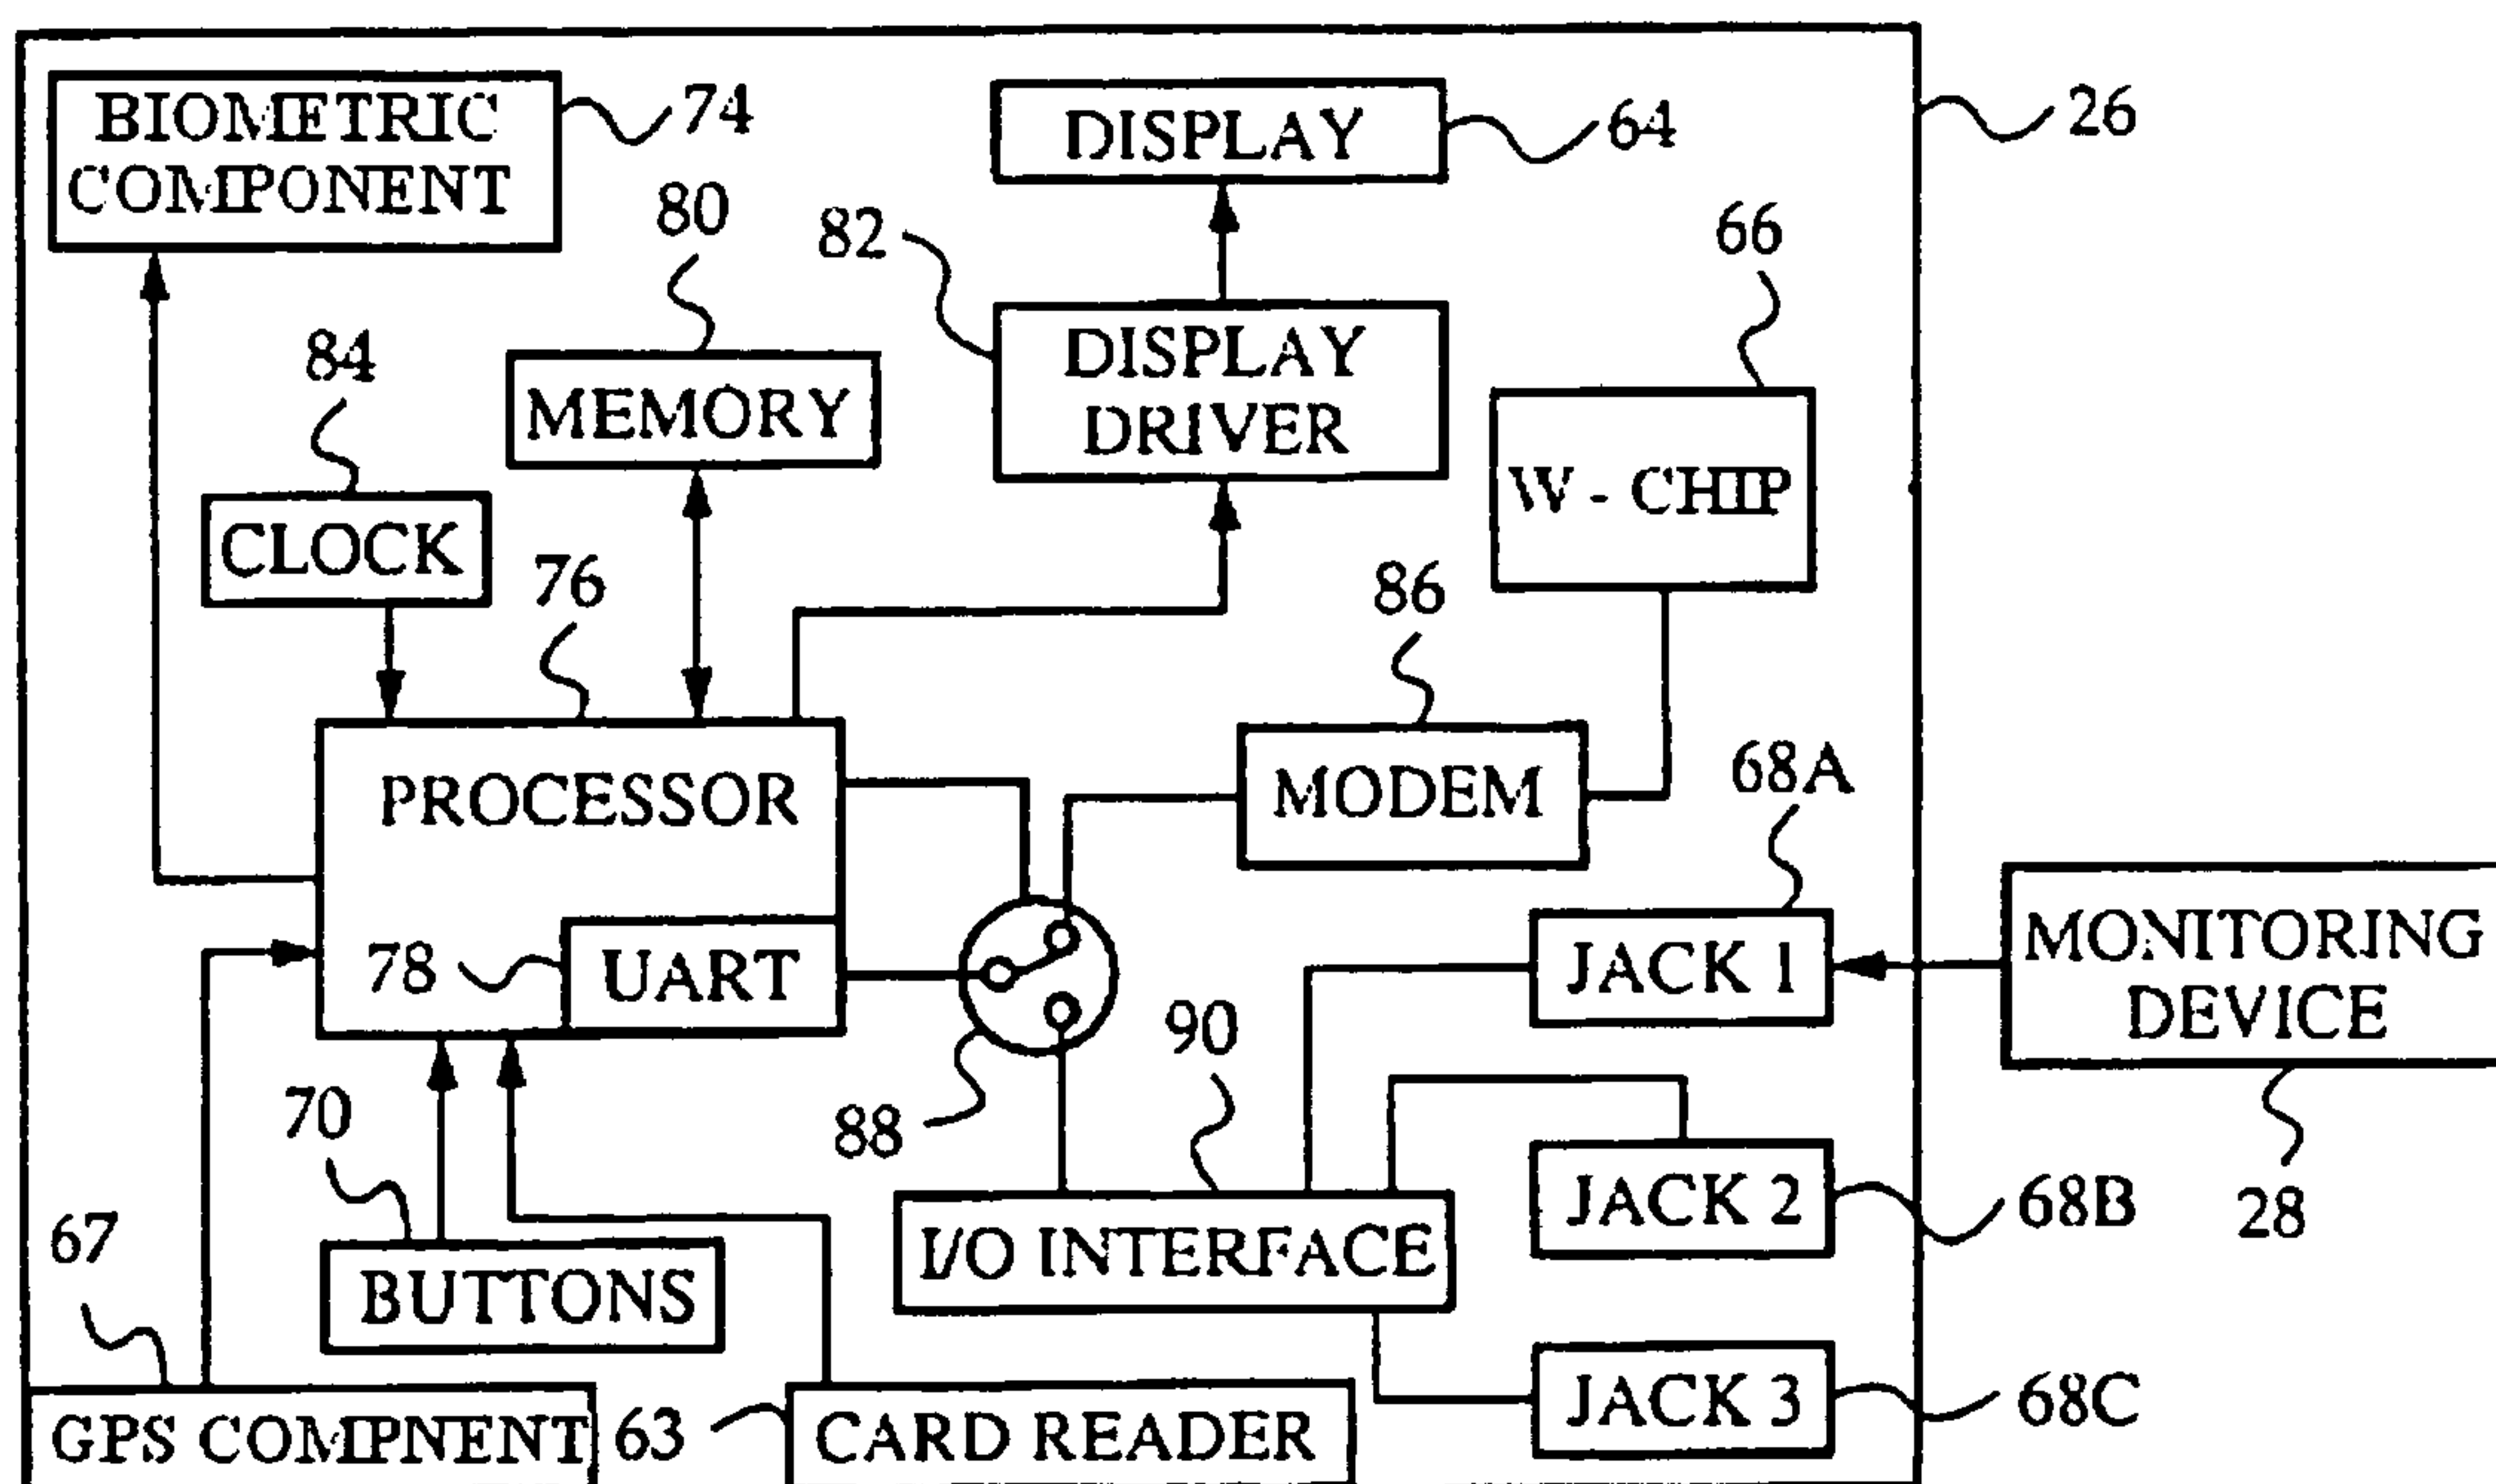 BIOMETRIC
COMPONENT
74
DISPLAY
64
26
80
82
66
84
MEMORY
DISPLAY
DRIVER
W - CHIP
CLOCK
76
86
PROCESSOR
MODEM
68A
78
UART
JACK 1
MONITORING
DEVICE
90
70
88
JACK 2
68B
28
67
BUTTONS
I/O INTERFACE
JACK 3
68C
GPS COMPNENT
63
CARD READER